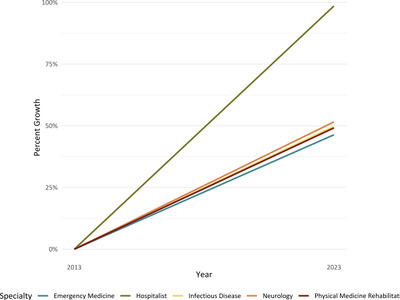 100%
75%
50%
25%
0%
Percent Growth
2013
2023
Year
Specialty Emergency Medicine Hospitalist Infectious Disease Neurology Physical Medicine Rehabilitat